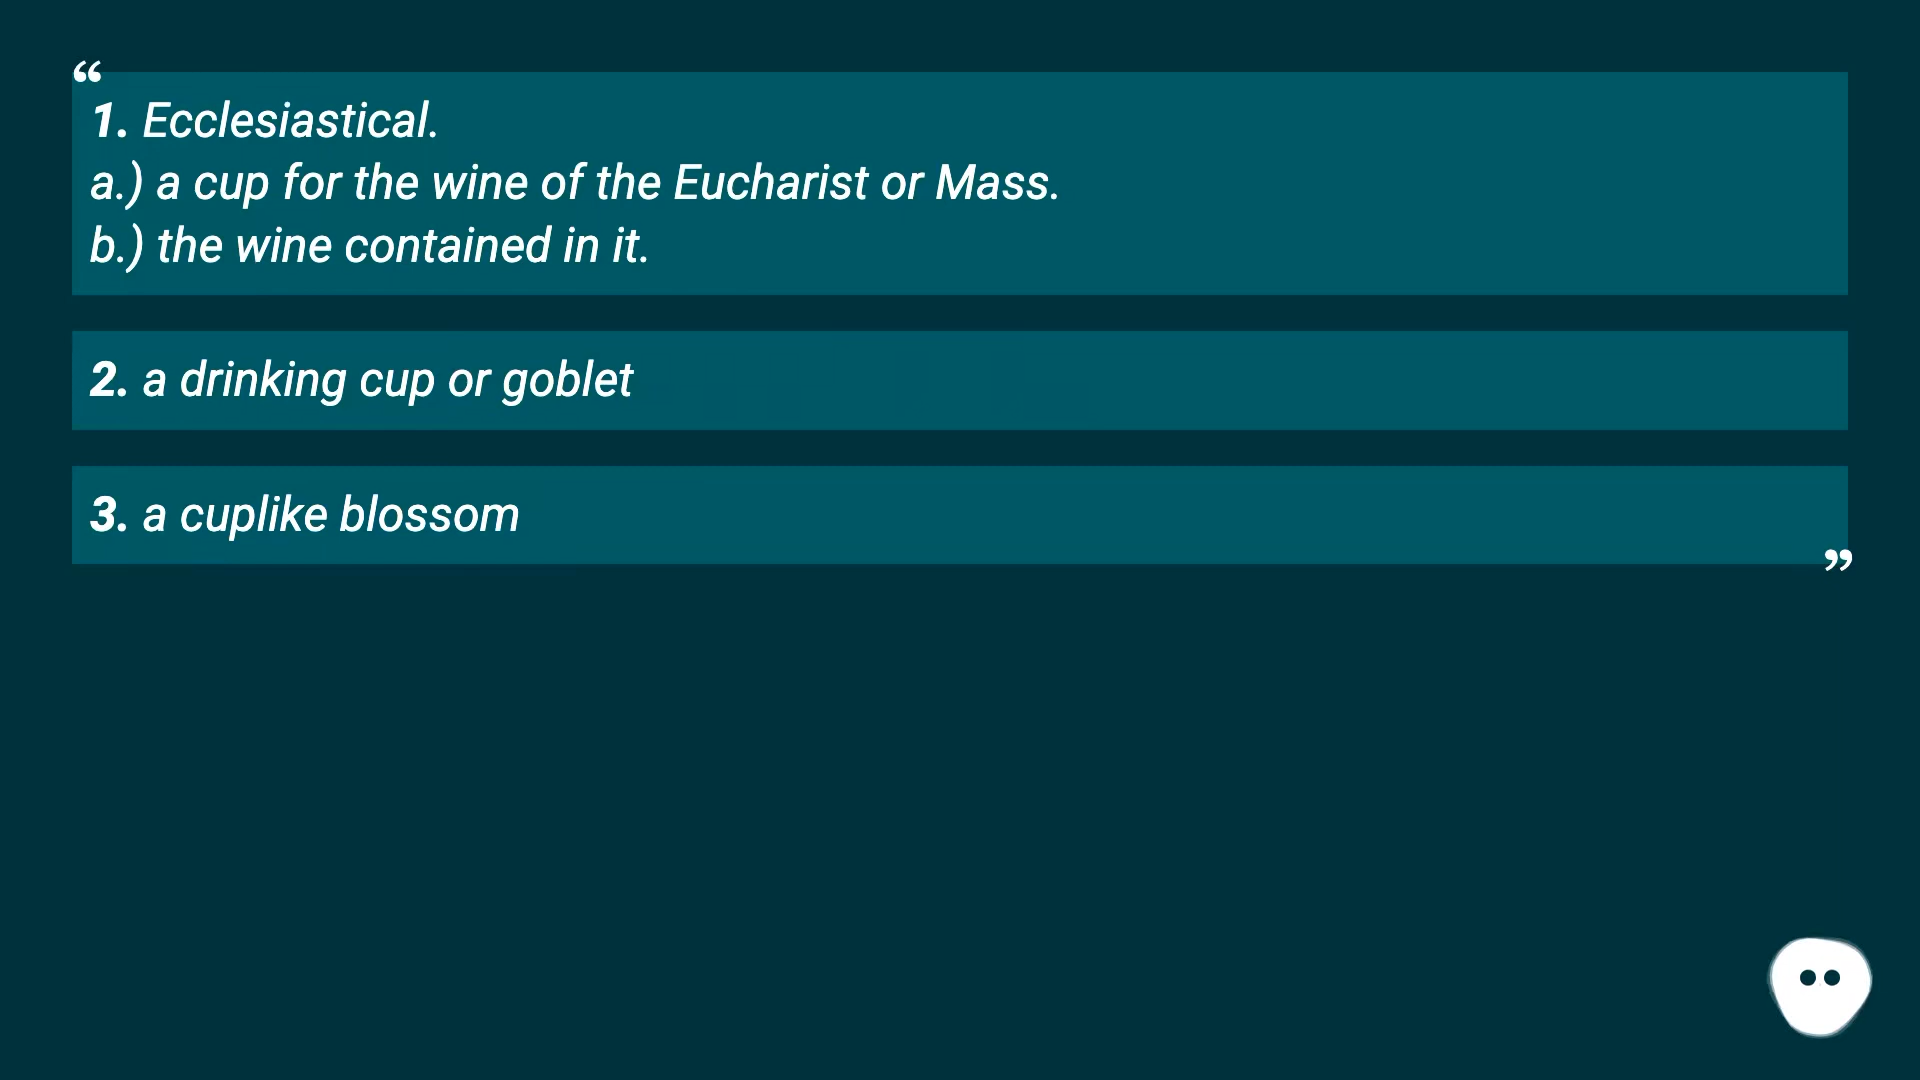 “
1. Ecclesiastical.
a.) a cup for the wine of the Eucharist or Mass.
b.) the wine contained in it.
2. a drinking cup or goblet
3. a cuplike blossom
”